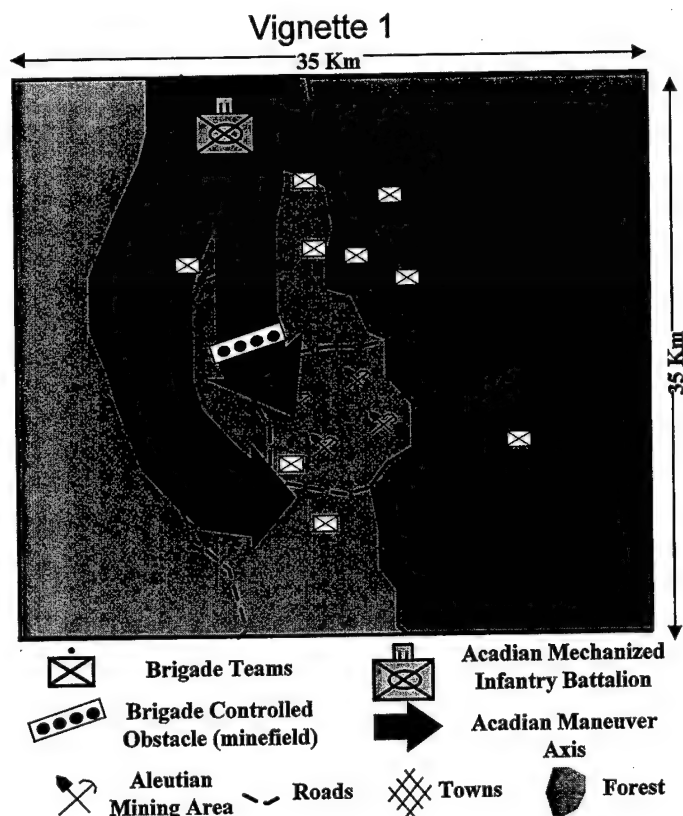 Vignette 1
35 Km
35 Km
Brigade Teams
Acadian Mechanized
Infantry Battalion
Brigade Controlled
Obstacle (minefield)
Acadian Maneuver
Axis
Aleutian
Mining Area
Roads
Towns
Forest